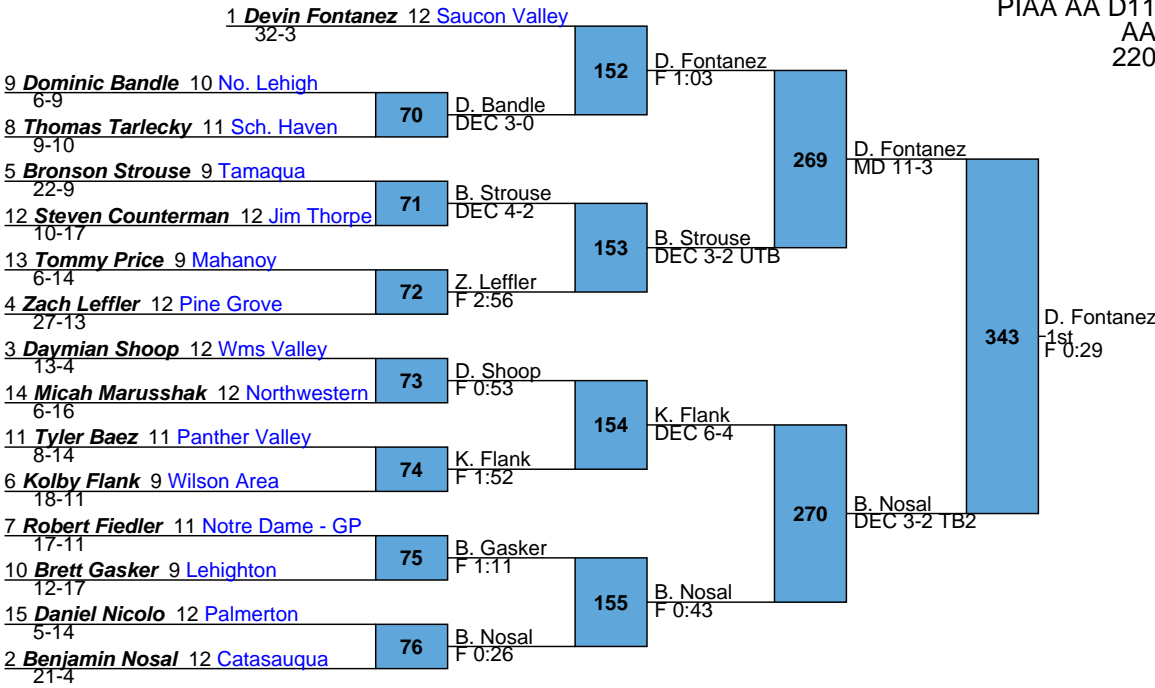 PIAA AA D11
AA
220
1 Devin Fontanez 12 Saucon Valley
32-3
9 Dominic Bandle 10 No. Lehigh
6-9
8 Thomas Tarlecky 11 Sch. Haven
9-10
5 Bronson Strouse 9 Tamaqua
22-9
12 Steven Counterman 12 Jim Thorpe
10-17
13 Tommy Price 9 Mahanoy
6-14
4 Zach Leffler 12 Pine Grove
27-13
3 Daymian Shoop 12 Wms Valley
13-4
14 Micah Marusshak 12 Northwestern
6-16
11 Tyler Baez 11 Panther Valley
8-14
6 Kolby Flank 9 Wilson Area
18-11
7 Robert Fiedler 11 Notre Dame - GP
17-11
10 Brett Gasker 9 Lehighton
12-17
15 Daniel Nicolo 12 Palmerton
5-14
2 Benjamin Nosal 12 Catasauqua
21-4
70
D. Bandle
DEC 3-0
71
B. Strouse
DEC 4-2
72
Z. Leffler
F 2:56
73
D. Shoop
F 0:53
74
K. Flank
F 1:52
75
B. Gasker
F 1:11
76
B. Nosal
F 0:26
152
D. Fontanez
F 1:03
153
B. Strouse
DEC 3-2 UTB
154
K. Flank
DEC 6-4
155
B. Nosal
F 0:43
269
D. Fontanez
MD 11-3
270
B. Nosal
DEC 3-2 TB2
343
D. Fontanez
1st
F 0:29